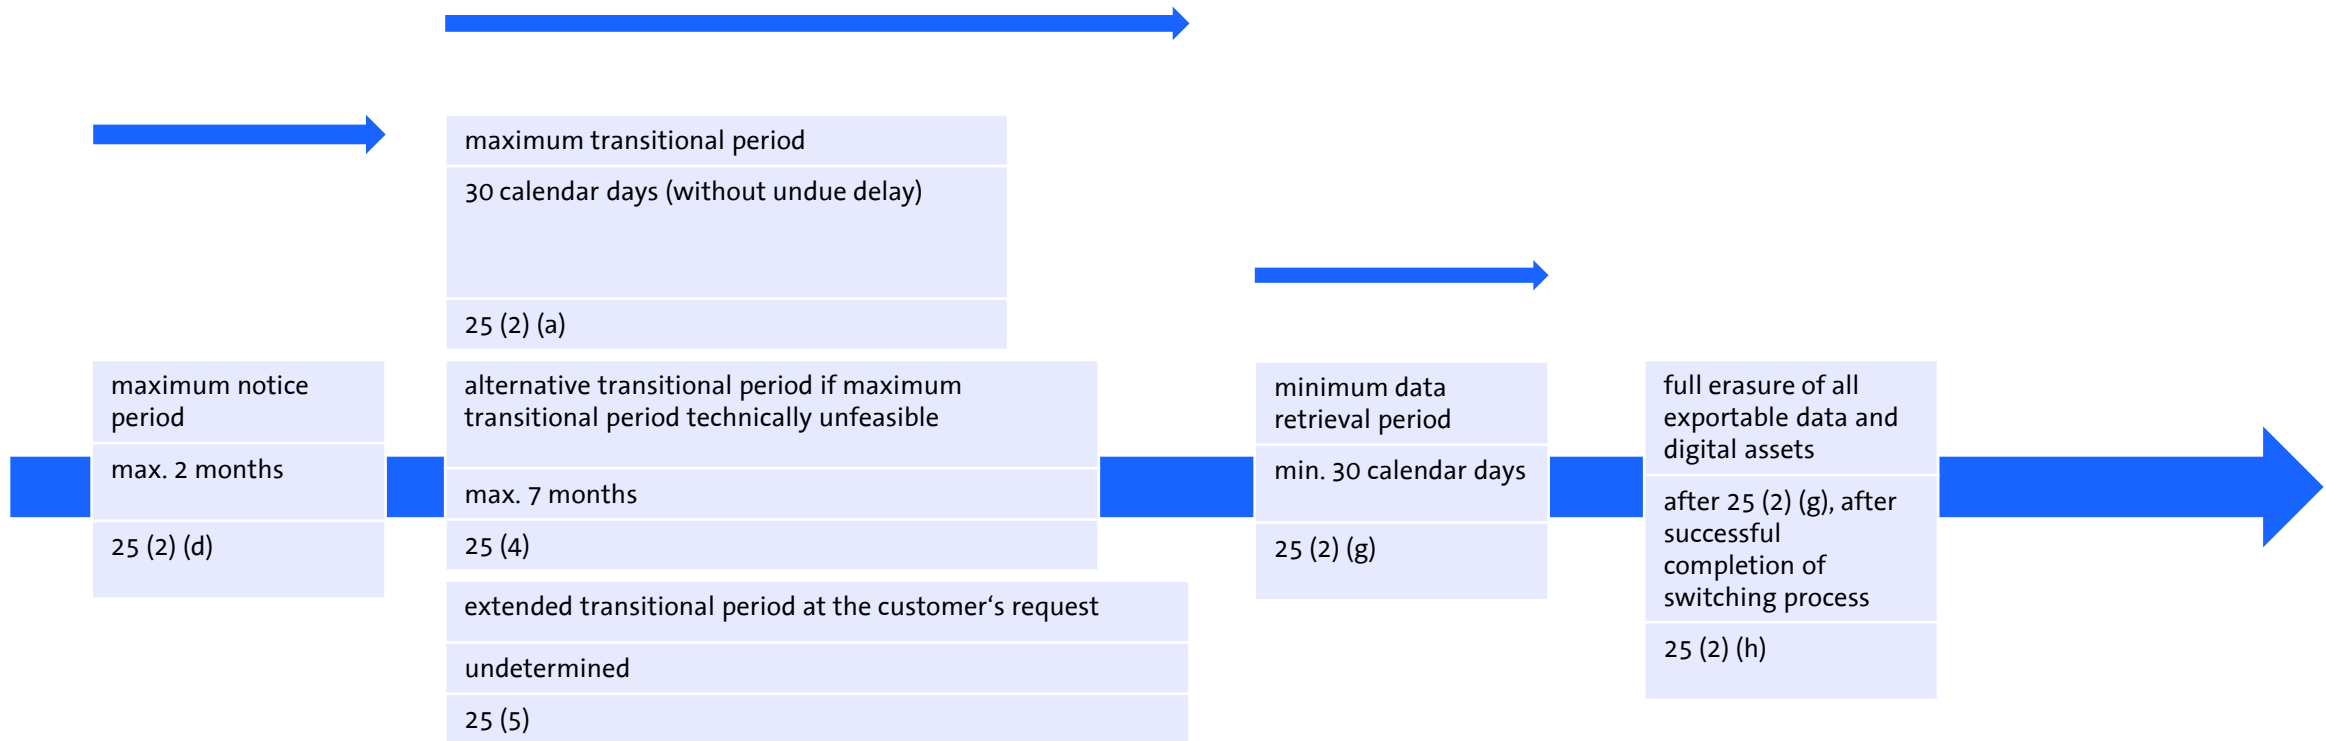 maximum notice
period
max. 2 months
25 (2) (d)
maximum transitional period
30 calendar days (without undue delay)
25 (2) (a)
alternative transitional period if maximum
transitional period technically unfeasible
max. 7 months
25 (4)
extended transitional period at the customer‘s request
undetermined
25 (5)
minimum data
retrieval period
min. 30 calendar days
25 (2) (g)
full erasure of all
exportable data and
digital assets
after 25 (2) (g), after
successful
completion of
switching process
25 (2) (h)